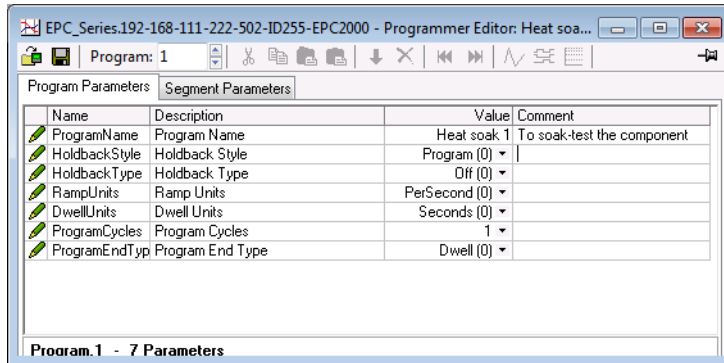 EPC_Series.192-168-111-222-502-ID255-EPC2000 - Programmer Editor: Heat soa...
Program: 1
Program Parameters Segment Parameters
Name Description Value Comment
ProgramName Program Name Heat soak 1 To soak-test the component
HoldbackStyle Holdback Style Program (0)
HoldbackType Holdback Type Off (0)
RampUnits Ramp Units PerSecond (0)
DwellUnits Dwell Units Seconds (0)
ProgramCycles Program Cycles 1
ProgramEndTyp Program End Type Dwell (0)
Program.1 - 7 Parameters